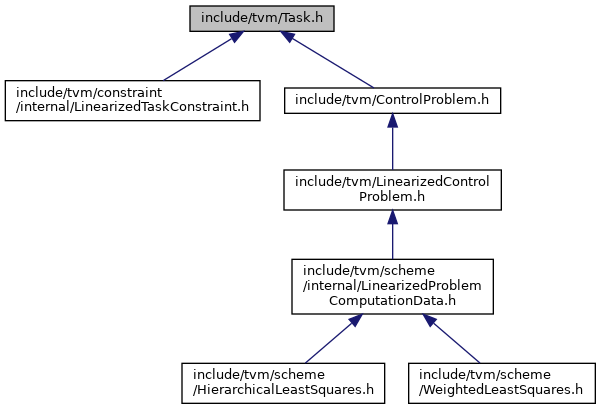 include/tvm/Task.h
include/tvm/constraint
/internal/LinearizedTaskConstraint.h
include/tvm/ControlProblem.h
include/tvm/LinearizedControl
Problem.h
include/tvm/scheme
/internal/LinearizedProblem
ComputationData.h
include/tvm/scheme
/HierarchicalLeastSquares.h
include/tvm/scheme
/WeightedLeastSquares.h